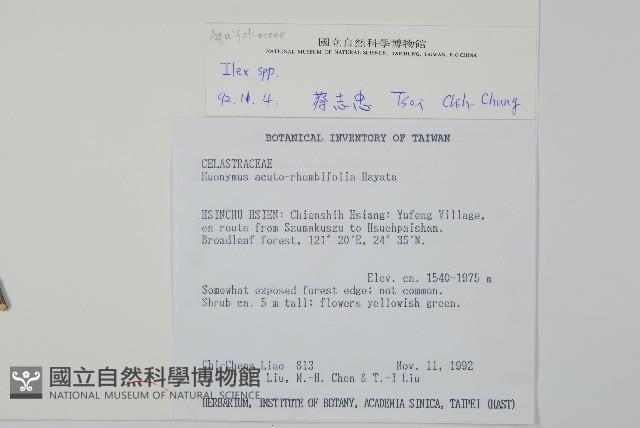 Aquifoliaceae
國立自然科學博物館
NATIONAL MUSEUM OF NATURAL SCIENCE, TAICHUNG, TAIWAN, R.O.CHINA
Ilex spp.
92.11.4. 蔡志忠 Tsai Chih-Chung
BOTANICAL INVENTORY OF TAIWAN
CELASTRACEAE
Euonymus acuto-rhombifolia Hayata
HSINCHU HSIEN: Chienshih Hsiang: Yufeng Village,
en route from Szumakuszu to Hsuehpaishan.
Broadleaf forest, 121° 20'E, 24° 35'N.
Elev. ca. 1540-1975 m
Somewhat exposed forest edge; not common.
Shrub ca. 5 m tall; flowers yellowish green.
Chi-Cheng Liao 813 Nov. 11, 1992
Liu, M.-H. Chen & T.-I Liu
HERBARIUM, INSTITUTE OF BOTANY, ACADEMIA SINICA, TAIPEI (HAST)
國立自然科學博物館
NATIONAL MUSEUM OF NATURAL SCIENCE